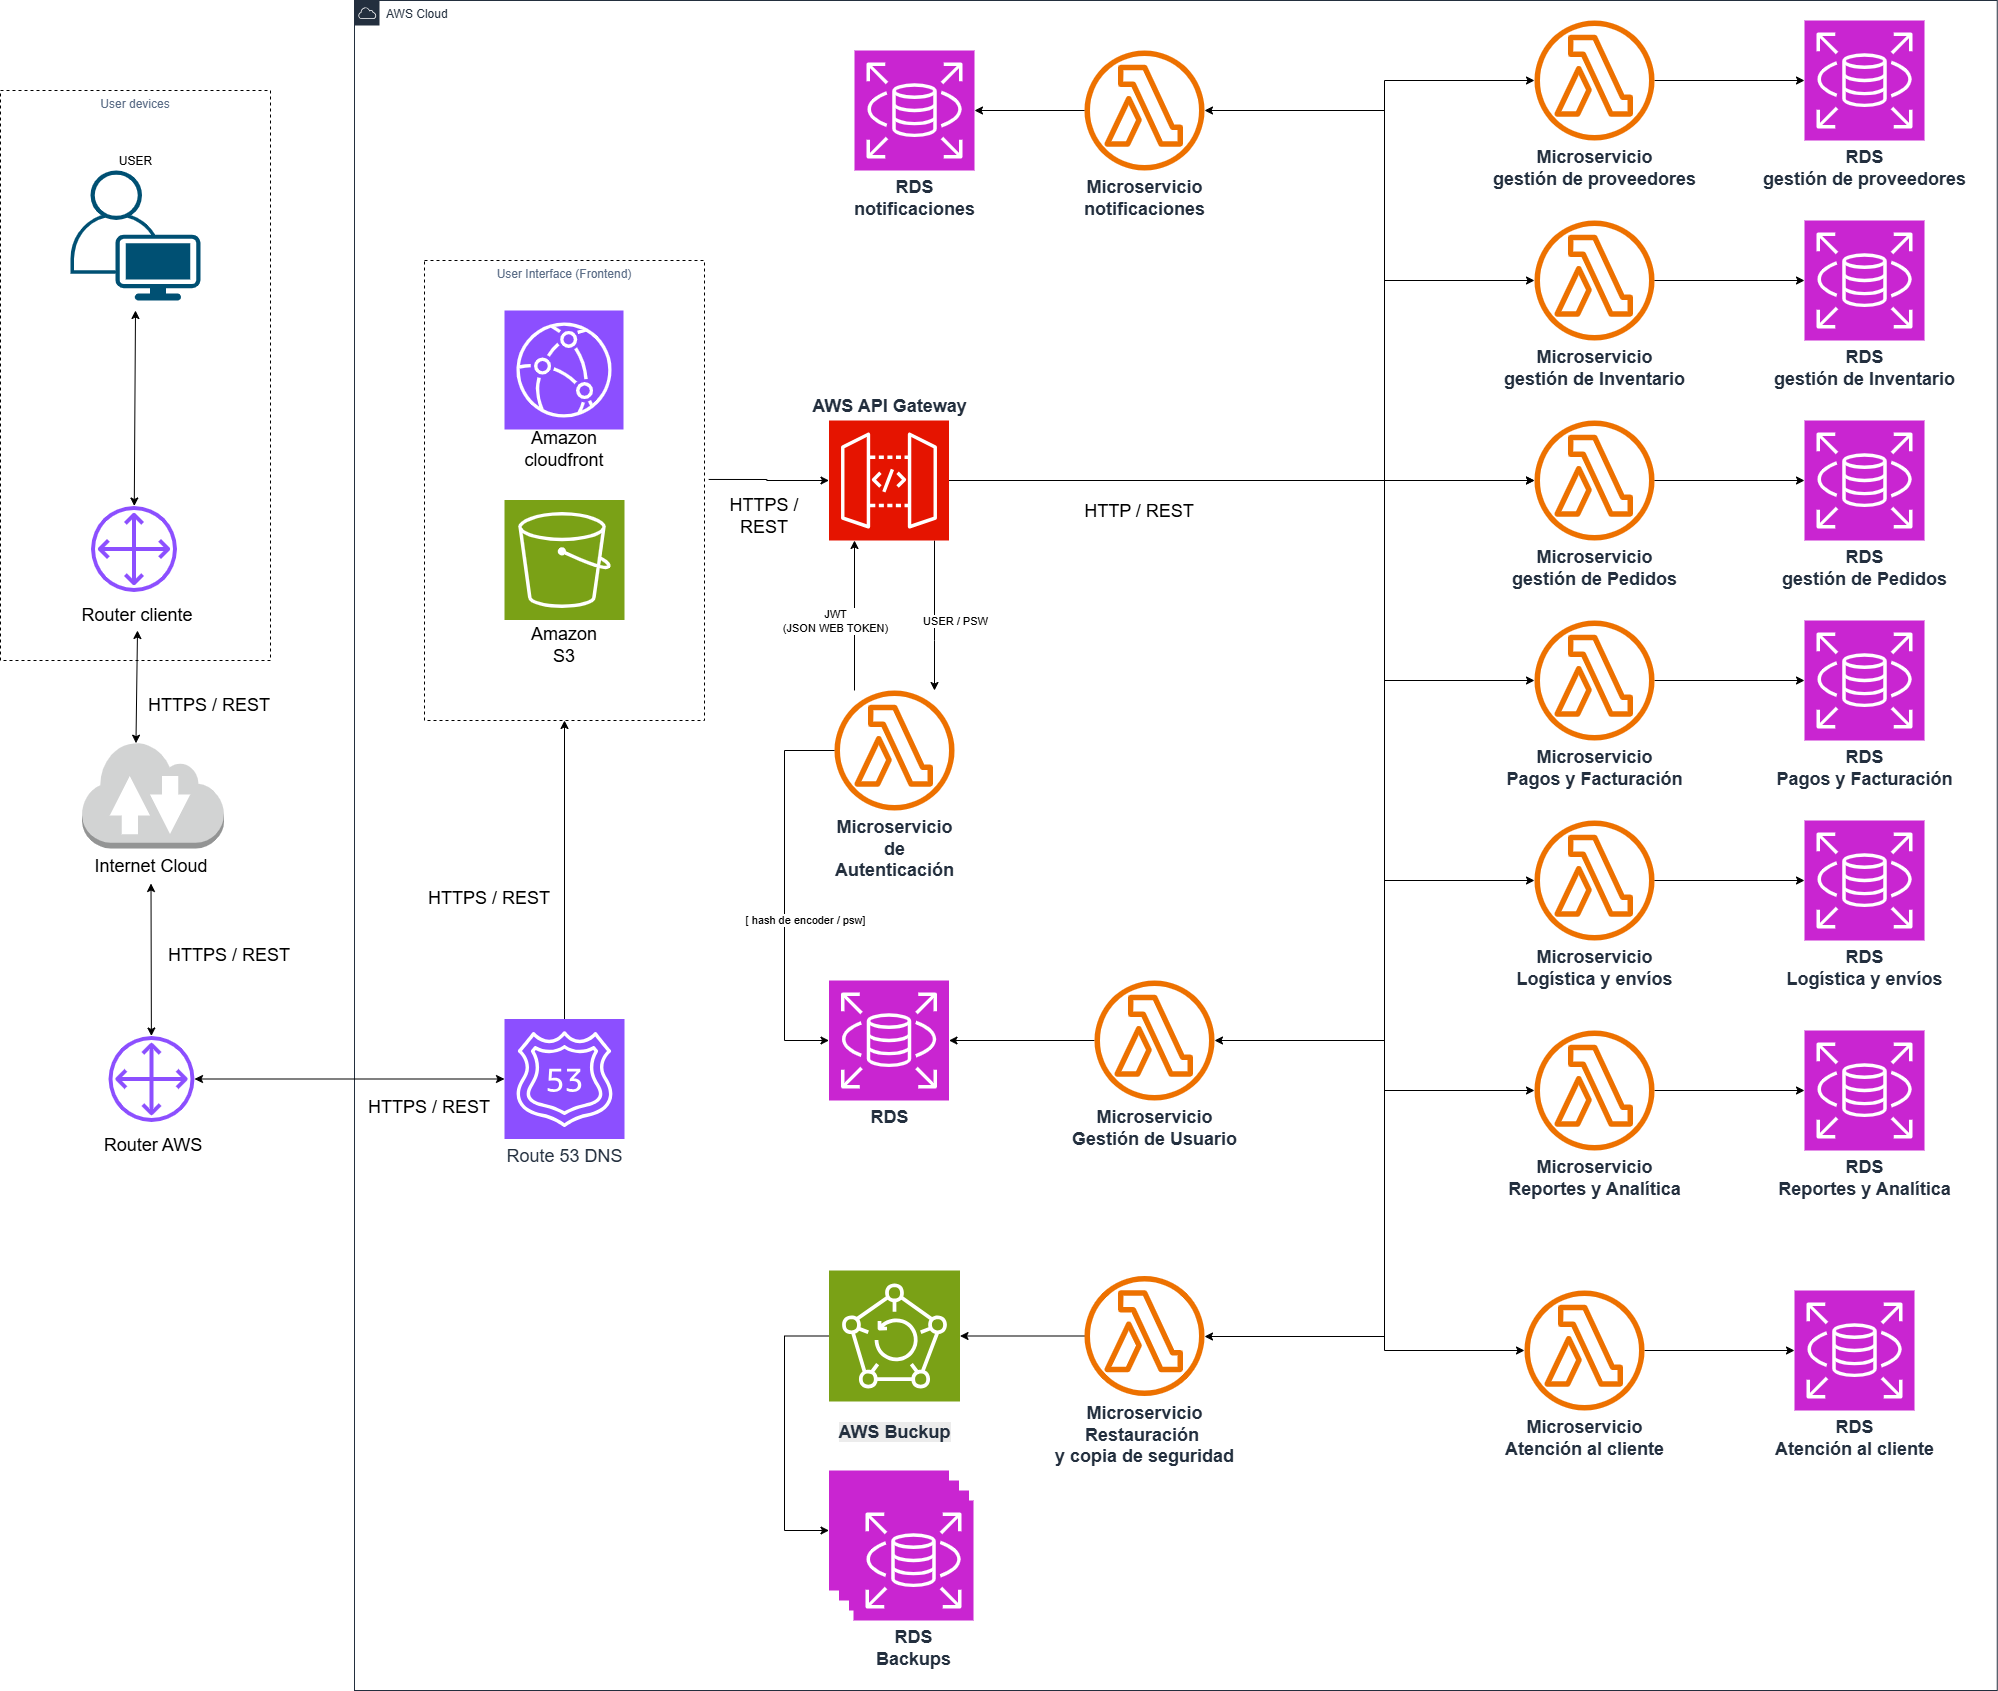 AWS Cloud
User devices
USER
Router cliente
HTTPS / REST
Internet Cloud
HTTPS / REST
Router AWS
HTTPS / REST
53
Route 53 DNS
HTTPS / REST
User Interface (Frontend)
Amazon
cloudfront
Amazon
S3
HTTPS /
REST
AWS API Gateway
</>
HTTP / REST
JWT
(JSON WEB TOKEN)
USER / PSW
Microservicio
de
Autenticación
[ hash de encoder / psw]
RDS
Microservicio
Gestión de Usuario
RDS
notificaciones
Microservicio
notificaciones
Microservicio
gestión de proveedores
RDS
gestión de proveedores
Microservicio
gestión de Inventario
RDS
gestión de Inventario
Microservicio
gestión de Pedidos
RDS
gestión de Pedidos
Microservicio
Pagos y Facturación
RDS
Pagos y Facturación
Microservicio
Logística y envíos
RDS
Logística y envíos
Microservicio
Reportes y Analítica
RDS
Reportes y Analítica
Microservicio
Atención al cliente
RDS
Atención al cliente
Microservicio
Restauración
y copia de seguridad
AWS Buckup
RDS
Backups